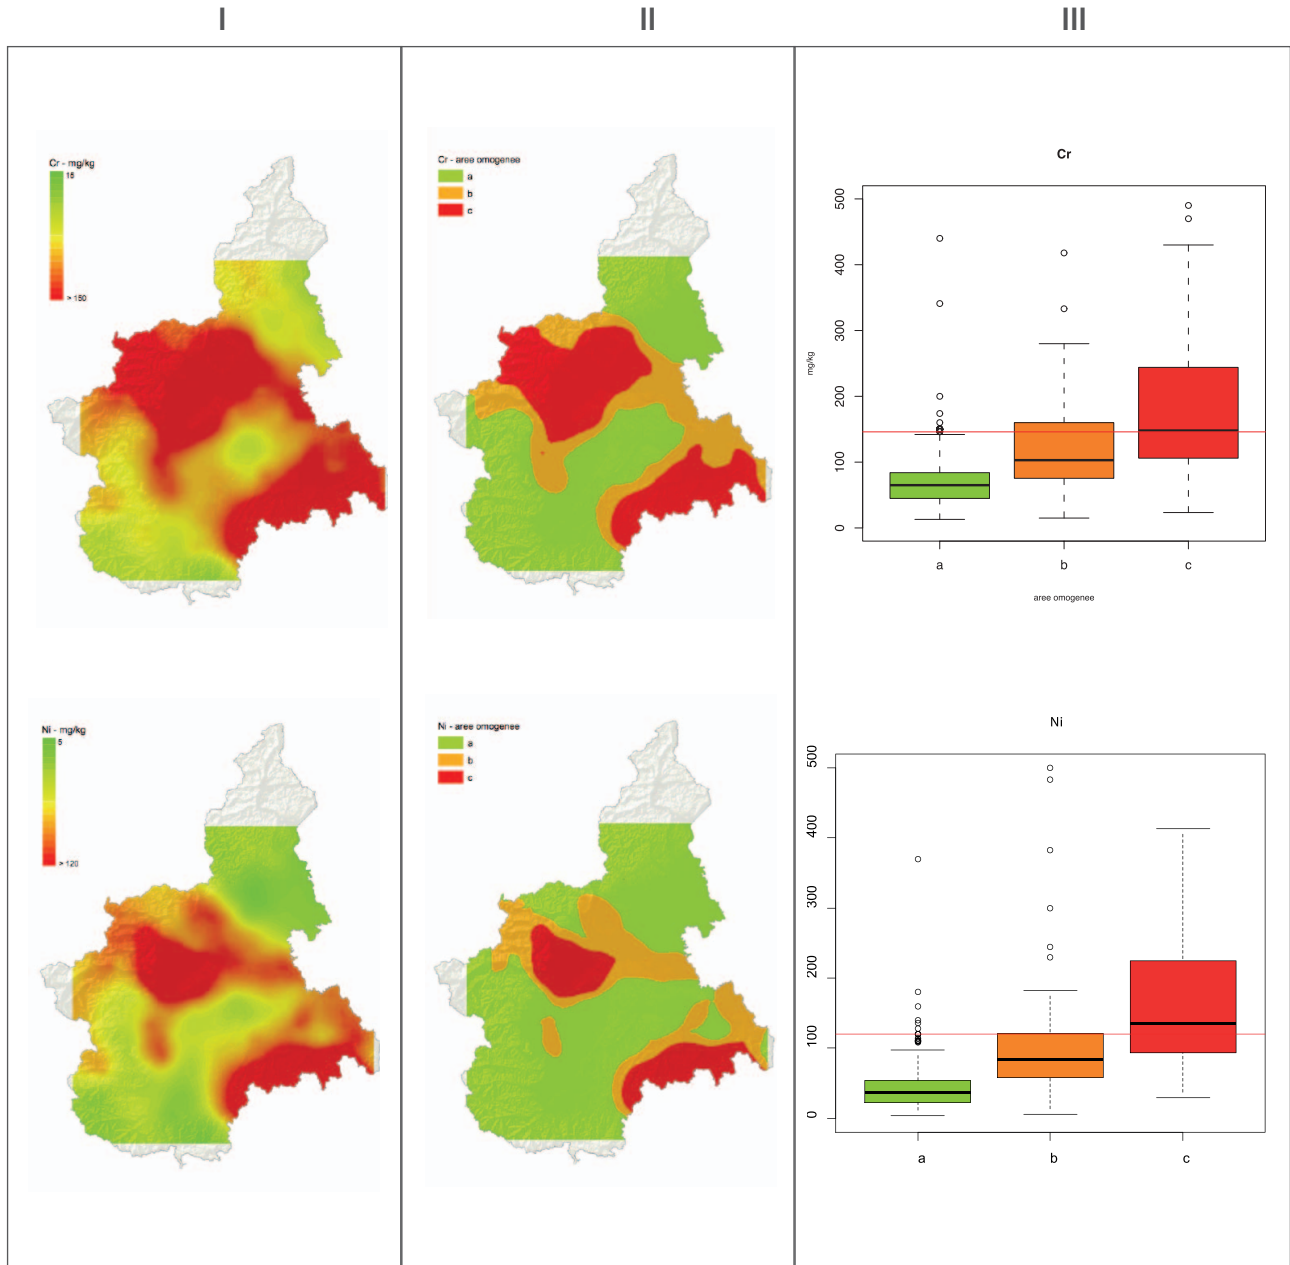 I
II
III
Cr - mg/kg
15
> 150
Cr - aree omogenee
a
b
c
Cr
mg/kg
500
400
300
200
100
0
a
b
c
aree omogenee
Ni - mg/kg
5
> 120
Ni - aree omogenee
a
b
c
Ni
500
400
300
200
100
0
a
b
c